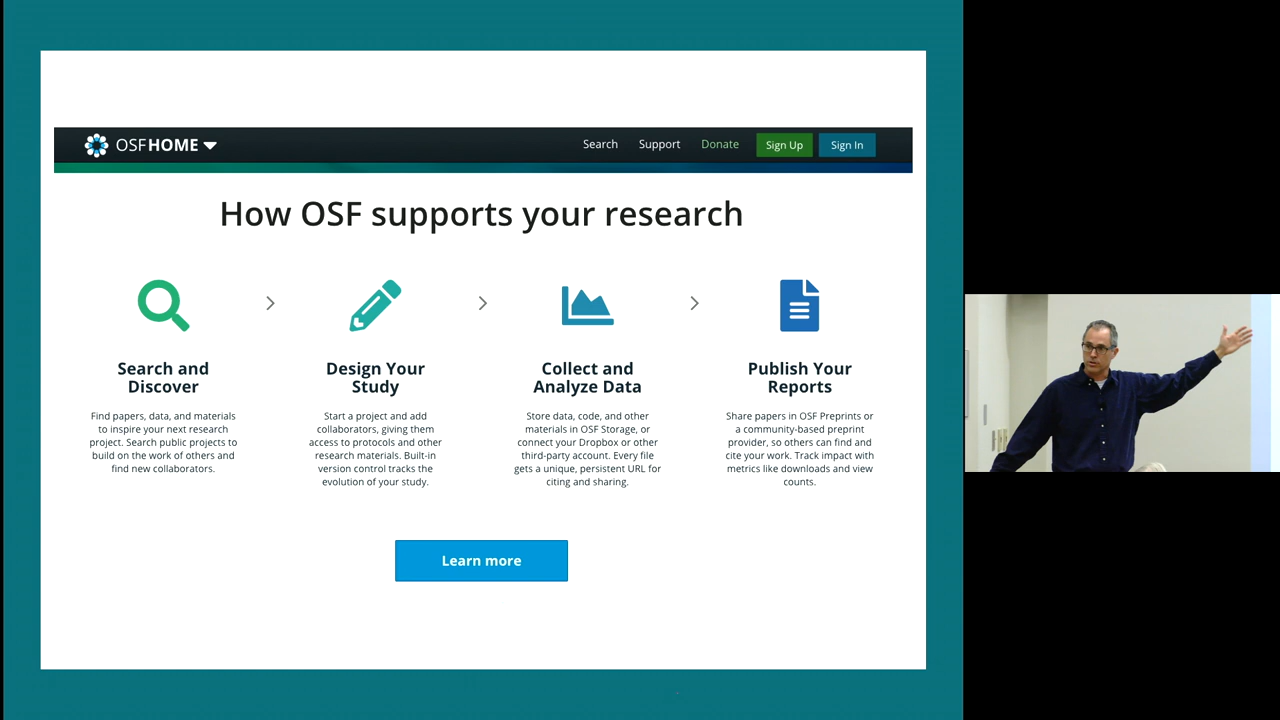 OSFHOME
Search Support Donate Sign Up Sign In
How OSF supports your research
Search and
Discover
Find papers, data, and materials
to inspire your next research
project. Search public projects to
build on the work of others and
find new collaborators.
Design Your
Study
Start a project and add
collaborators, giving them
access to protocols and other
research materials. Built-in
version control tracks the
evolution of your study.
Collect and
Analyze Data
Store data, code, and other
materials in OSF Storage, or
connect your Dropbox or other
third-party account. Every file
gets a unique, persistent URL for
citing and sharing.
Publish Your
Reports
Share papers in OSF Preprints or
a community-based preprint
provider, so others can find and
cite your work. Track impact with
metrics like downloads and view
counts.
Learn more